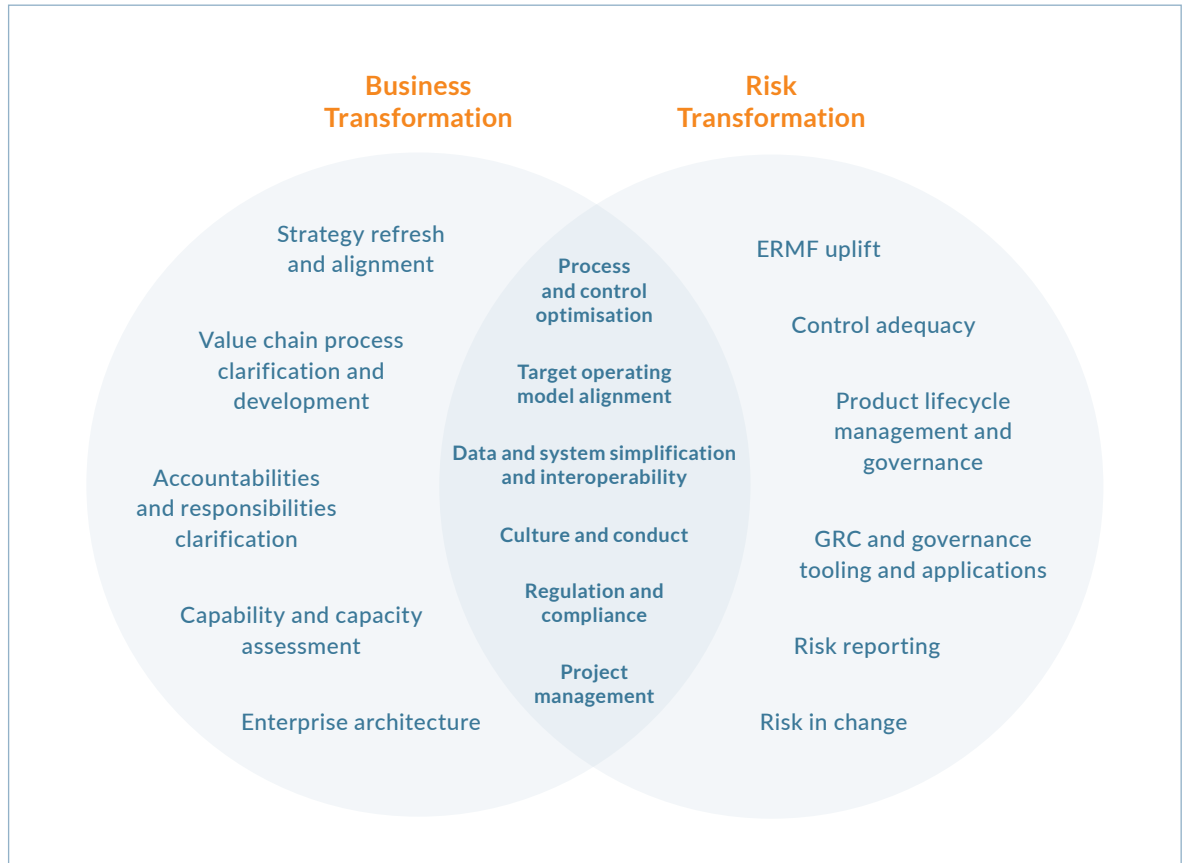 Business
Transformation
Risk
Transformation
Strategy refresh
and alignment
Value chain process
clarification and
development
Accountabilities
and responsibilities
clarification
Capability and capacity
assessment
Enterprise architecture
Process
and control
optimisation
Target operating
model alignment
Data and system simplification
and interoperability
Culture and conduct
Regulation and
compliance
Project
management
ERMF uplift
Control adequacy
Product lifecycle
management and
governance
GRC and governance
tooling and applications
Risk reporting
Risk in change